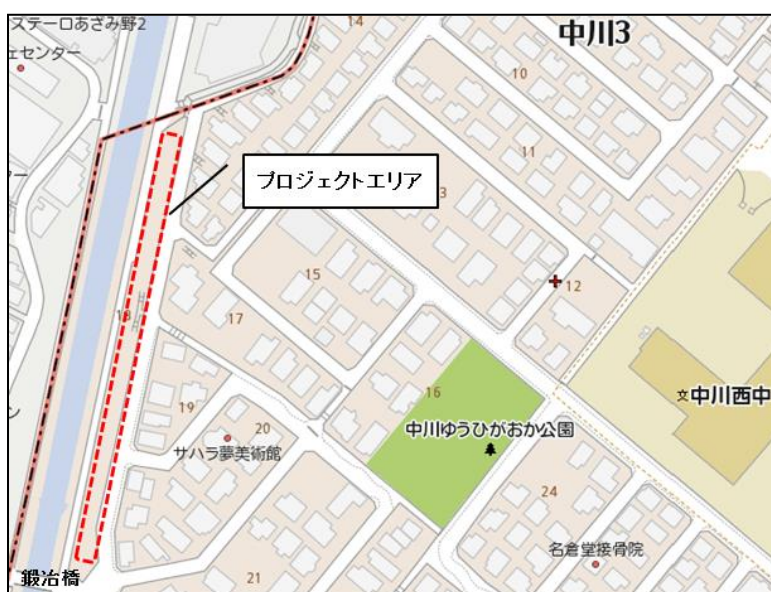 ステーロあざみ野2
ェセンター
14
中川3
10
11
プロジェクトエリア
3
12
15
18
17
16
中川ゆうひがおか公園
文中川西中
19
20
サハラ夢美術館
24
名倉堂接骨院
21
鍛冶橋
ン